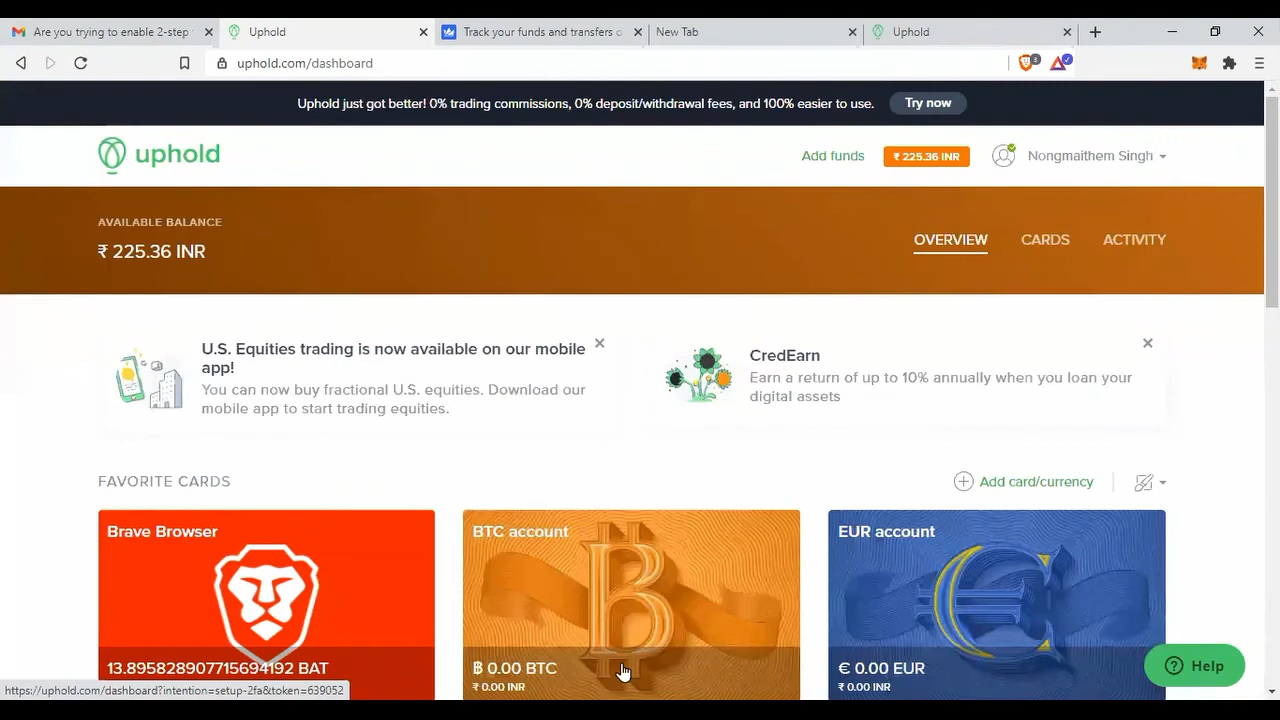 Are you trying to enable 2-step
Uphold
Track your funds and transfers o
New Tab
Uphold
uphold.com/dashboard
3
Uphold just got better! 0% trading commissions, 0% deposit/withdrawal fees, and 100% easier to use.
Try now
uphold
Add funds
₹ 225.36 INR
Nongmaithem Singh
AVAILABLE BALANCE
₹ 225.36 INR
OVERVIEW
CARDS
ACTIVITY
U.S. Equities trading is now available on our mobile
app!
You can now buy fractional U.S. equities. Download our
mobile app to start trading equities.
CredEarn
Earn a return of up to 10% annually when you loan your
digital assets
FAVORITE CARDS
Add card/currency
Brave Browser
13.895828907715694192 BAT
BTC account
₿ 0.00 BTC
₹ 0.00 INR
EUR account
€ 0.00 EUR
₹ 0.00 INR
Help
https://uphold.com/dashboard?intention=setup-2fa&token=639052